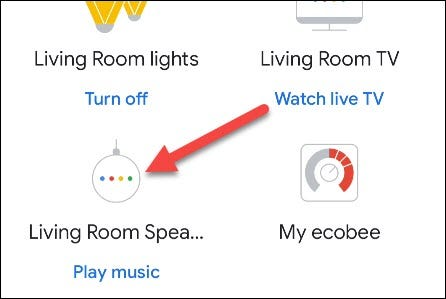 Living Room lights
Living Room TV
Turn off
Watch live TV
Living Room Spea...
My ecobee
Play music